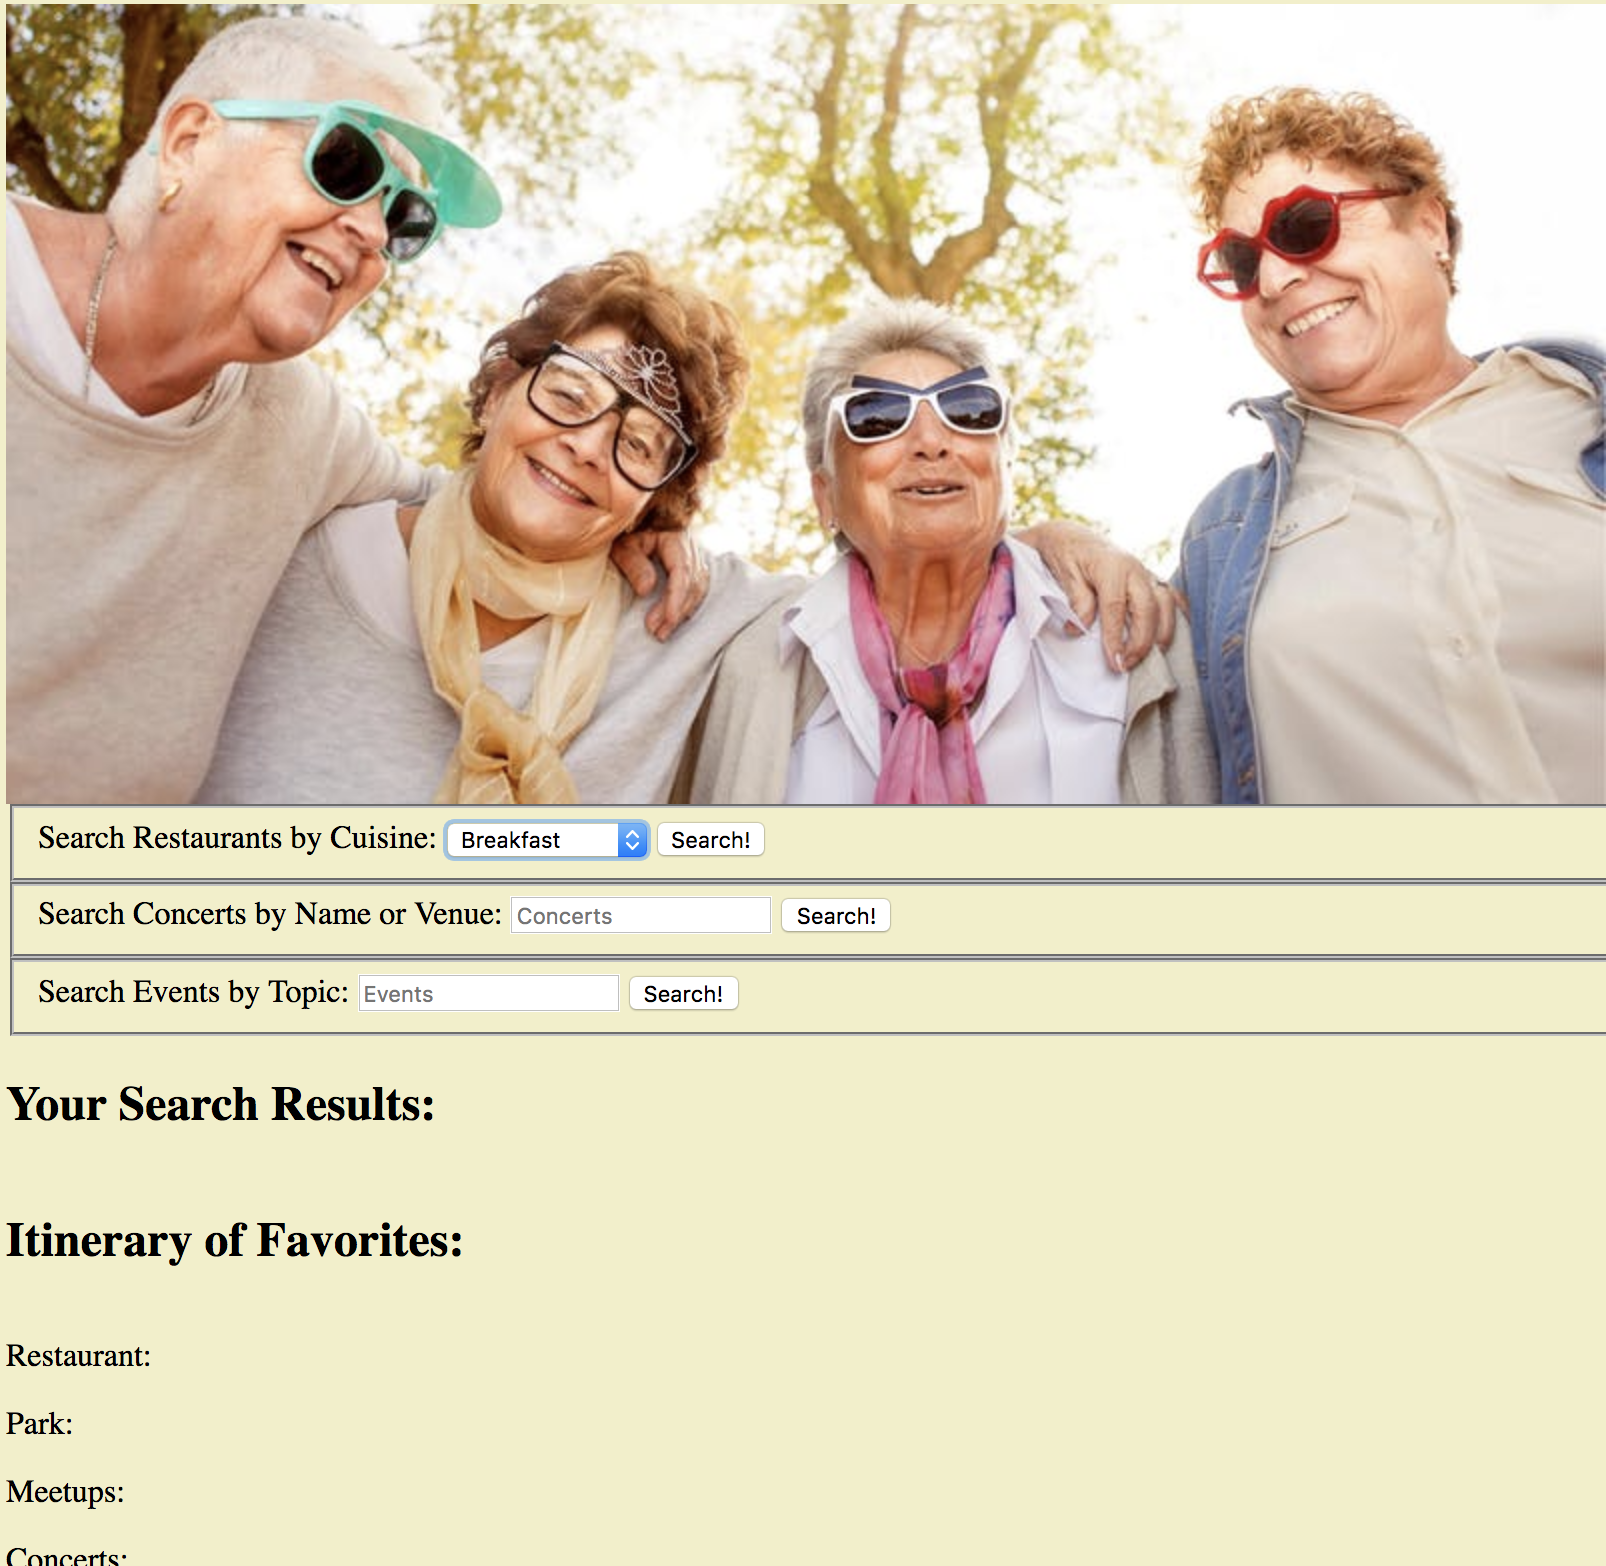 Search Restaurants by Cuisine: Breakfast Search!
Search Concerts by Name or Venue: Concerts Search!
Search Events by Topic: Events Search!
Your Search Results:
Itinerary of Favorites:
Restaurant:
Park:
Meetups:
Concerts: